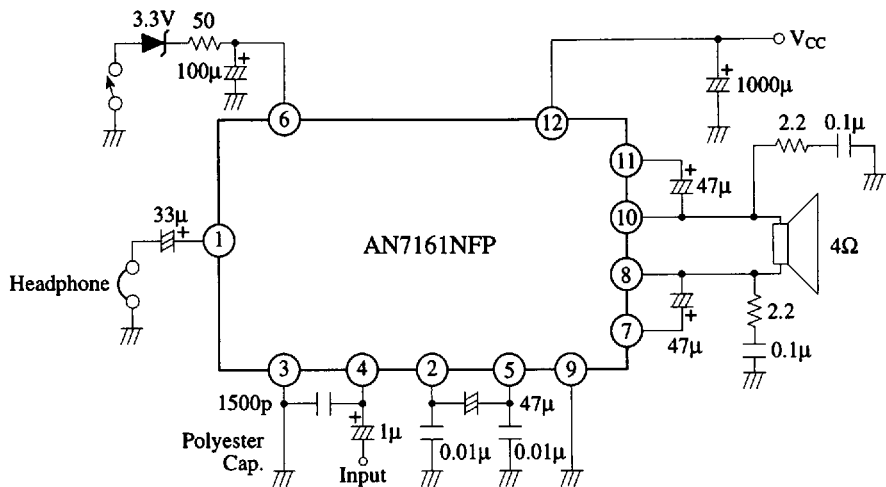 3.3V
50
100μ
+
6
12
+
VCC
1000μ
2.2
0.1μ
11
+
47μ
10
33μ
+
1
AN7161NFP
4Ω
Headphone
8
7
+
47μ
2.2
0.1μ
3
4
2
5
9
1500p
+
1μ
47μ
Polyester
Cap.
0.01μ
0.01μ
Input